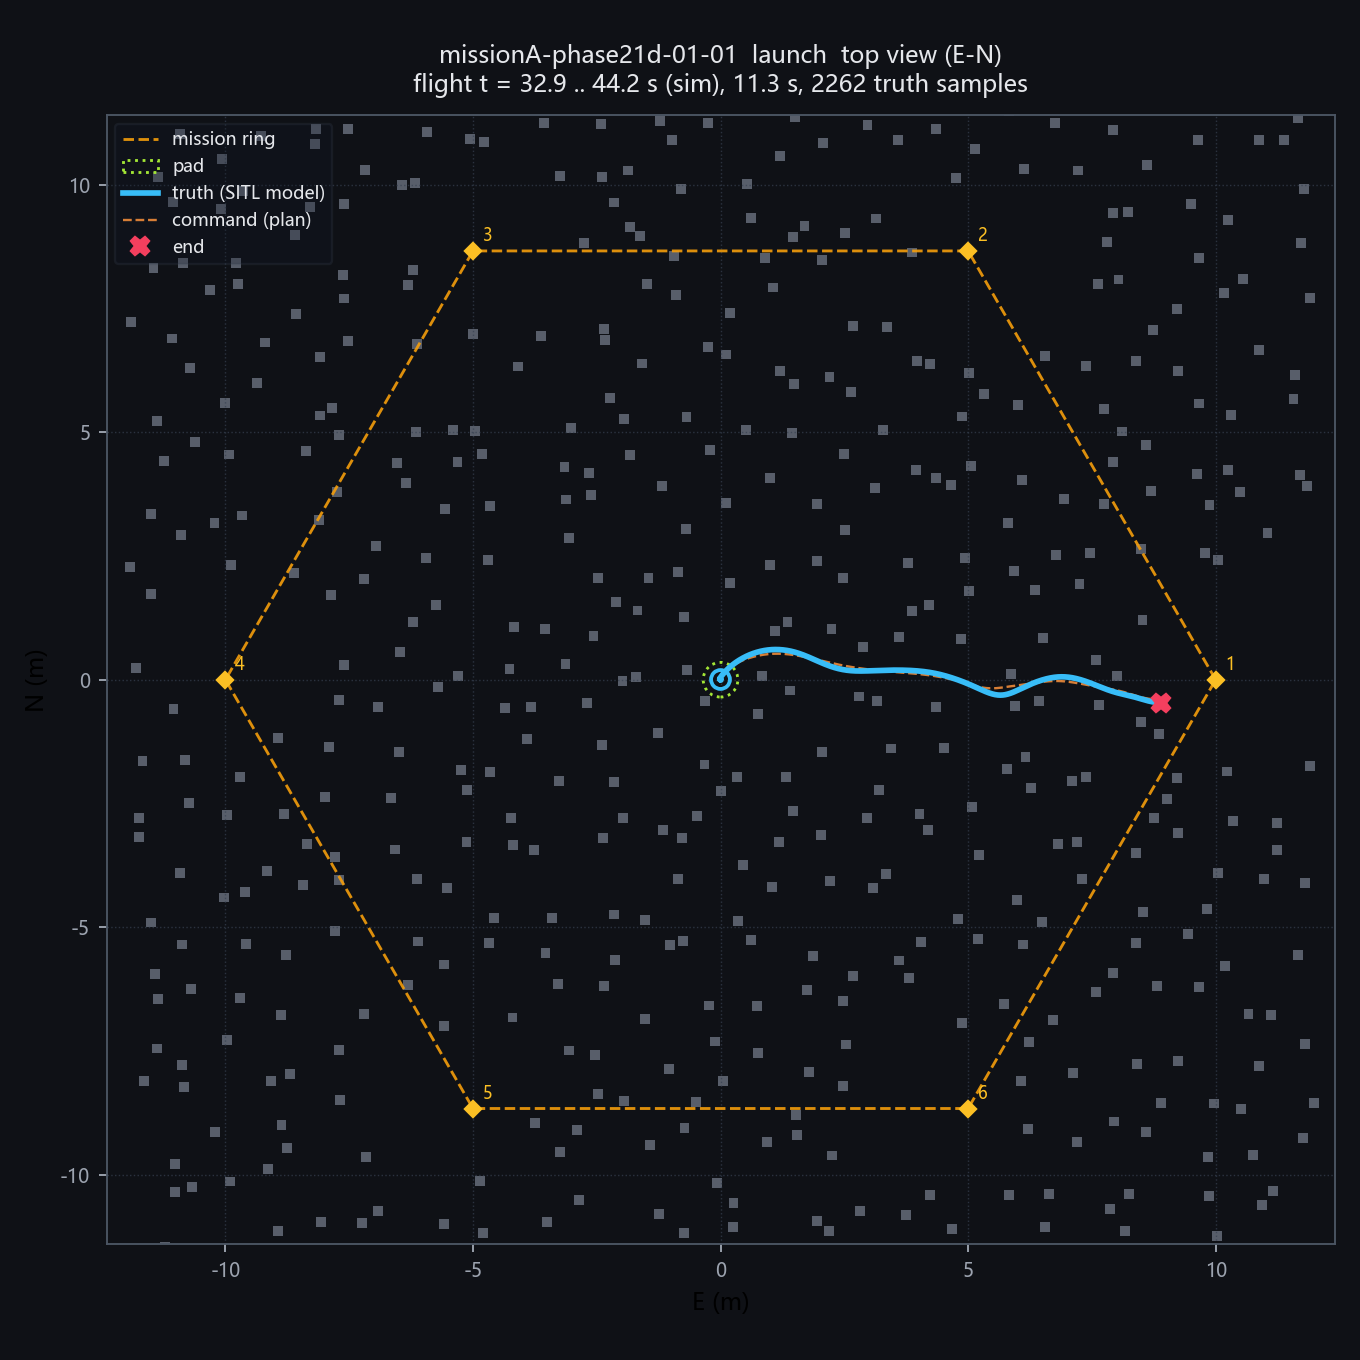 missionA-phase21d-01-01  launch  top view (E-N)
flight t = 32.9 .. 44.2 s (sim), 11.3 s, 2262 truth samples
mission ring
pad
truth (SITL model)
command (plan)
end
10
5
0
-5
-10
N (m)
3
2
4
1
5
6
-10
-5
0
5
10
E (m)